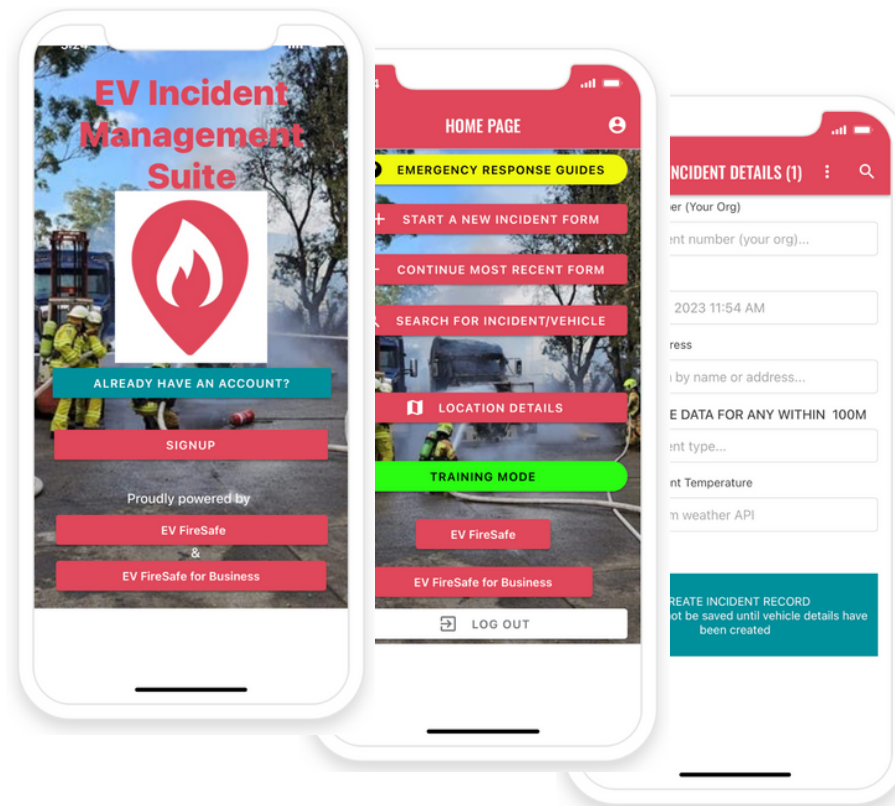 EV Incident
Management
Suite
ALREADY HAVE AN ACCOUNT?
SIGNUP
Proudly powered by
EV FireSafe
&
EV FireSafe for Business
HOME PAGE
EMERGENCY RESPONSE GUIDES
START A NEW INCIDENT FORM
CONTINUE MOST RECENT FORM
SEARCH FOR INCIDENT/VEHICLE
LOCATION DETAILS
TRAINING MODE
EV FireSafe
EV FireSafe for Business
LOG OUT
NCIDENT DETAILS (1)
er (Your Org)
ent number (your org)...
2023 11:54 AM
ress
by name or address...
E DATA FOR ANY WITHIN 100M
ent type...
nt Temperature
m weather API
REATE INCIDENT RECORD
ot be saved until vehicle details have
been created